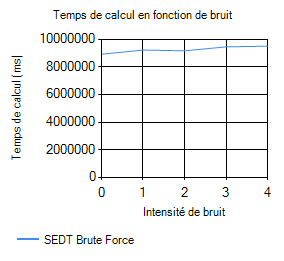 Temps de calcul en fonction de bruit
Temps de calcul (ms)
10000000
8000000
6000000
4000000
2000000
0
0 1 2 3 4
Intensité de bruit
SEDT Brute Force